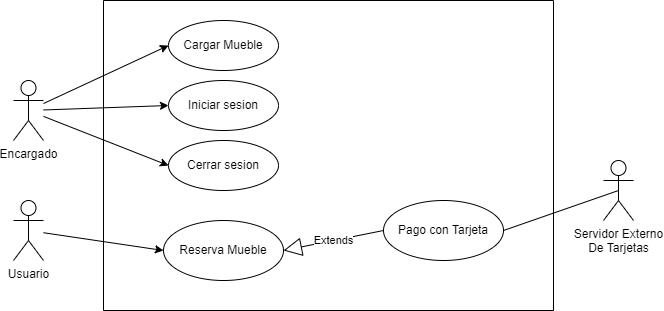 Cargar Mueble
Iniciar sesion
Encargado
Cerrar sesion
Pago con Tarjeta
Servidor Externo
De Tarjetas
Extends
Reserva Mueble
Usuario